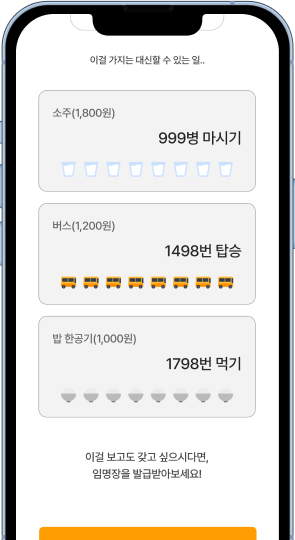 이걸 가지는 대신할 수 있는 일..
소주(1,800원)
999병 마시기
버스(1,200원)
1498번 탑승
밥 한공기(1,000원)
1798번 먹기
이걸 보고도 갖고 싶으시다면,
임명장을 발급받아보세요!